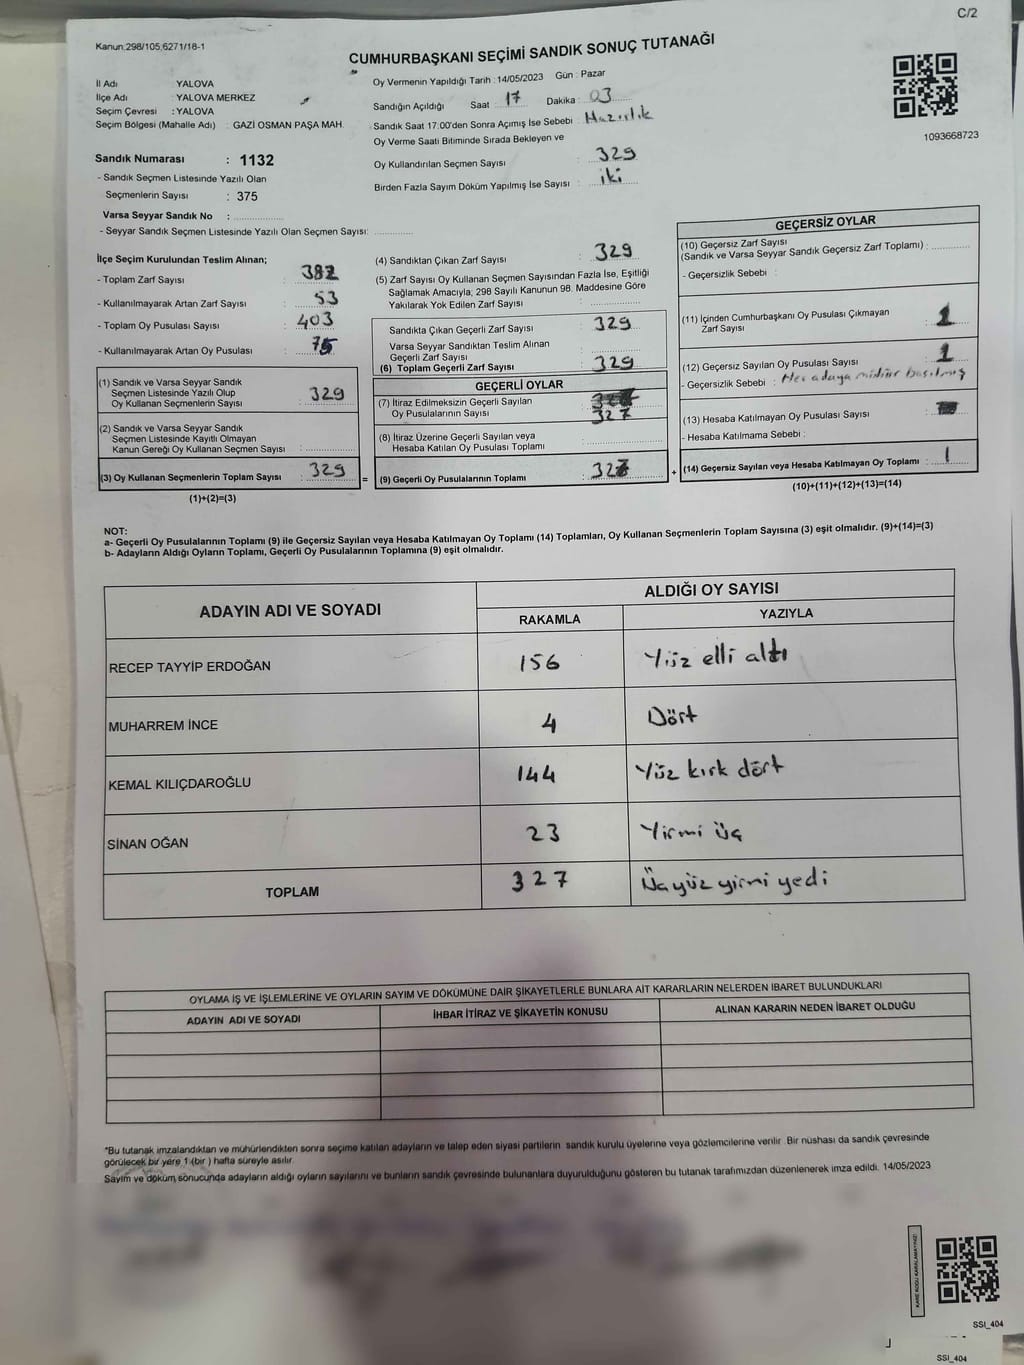 C/2
Kanun:298/105,6271/18-1
CUMHURBAŞKANI SEÇİMİ SANDIK SONUÇ TUTANAĞI
İl Adı YALOVA
İlçe Adı : YALOVA MERKEZ
Seçim Çevresi : YALOVA
Seçim Bölgesi (Mahalle Adı) : GAZİ OSMAN PAŞA MAH.
Sandık Numarası : 1132
- Sandık Seçmen Listesinde Yazılı Olan
Seçmenlerin Sayısı : 375
Varsa Seyyar Sandık No :
- Seyyar Sandık Seçmen Listesinde Yazılı Olan Seçmen Sayısı:
Oy Vermenin Yapıldığı Tarih : 14/05/2023 Gün : Pazar
Sandığın Açıldığı Saat : 17 Dakika : 03
Sandık Saat 17:00'den Sonra Açımış İse Sebebi : Hazırlık
Oy Verme Saati Bitiminde Sırada Bekleyen ve
Oy Kullandırılan Seçmen Sayısı : 329
Birden Fazla Sayım Döküm Yapılmış İse Sayısı : iki
1093668723
İlçe Seçim Kurulundan Teslim Alınan;
- Toplam Zarf Sayısı : 382
- Kullanılmayarak Artan Zarf Sayısı : 53
- Toplam Oy Pusulası Sayısı : 403
- Kullanılmayarak Artan Oy Pusulası :
(1) Sandık ve Varsa Seyyar Sandık
Seçmen Listesinde Yazılı Olup
Oy Kullanan Seçmenlerin Sayısı : 329
(2) Sandık ve Varsa Seyyar Sandık
Seçmen Listesinde Kayıtlı Olmayan
Kanun Gereği Oy Kullanan Seçmen Sayısı :
(3) Oy Kullanan Seçmenlerin Toplam Sayısı : 329
(1)+(2)=(3)
=
(4) Sandıktan Çıkan Zarf Sayısı : 329
(5) Zarf Sayısı Oy Kullanan Seçmen Sayısından Fazla İse, Eşitliği
Sağlamak Amacıyla; 298 Sayılı Kanunun 98. Maddesine Göre
Yakılarak Yok Edilen Zarf Sayısı :
Sandıkta Çıkan Geçerli Zarf Sayısı : 329
Varsa Seyyar Sandıktan Teslim Alınan
Geçerli Zarf Sayısı :
(6) Toplam Geçerli Zarf Sayısı : 329
GEÇERLİ OYLAR
(7) İtiraz Edilmeksizin Geçerli Sayılan
Oy Pusulalarının Sayısı : 327
(8) İtiraz Üzerine Geçerli Sayılan veya
Hesaba Katılan Oy Pusulası Toplamı :
(9) Geçerli Oy Pusulalarının Toplamı :
+
GEÇERSİZ OYLAR
(10) Geçersiz Zarf Sayısı
(Sandık ve Varsa Seyyar Sandık Geçersiz Zarf Toplamı) :
- Geçersizlik Sebebi :
(11) İçinden Cumhurbaşkanı Oy Pusulası Çıkmayan
Zarf Sayısı : 1
(12) Geçersiz Sayılan Oy Pusulası Sayısı : 1
- Geçersizlik Sebebi : Her adaya mühür basılmış
(13) Hesaba Katılmayan Oy Pusulası Sayısı :
- Hesaba Katılmama Sebebi :
(14) Geçersiz Sayılan veya Hesaba Katılmayan Oy Toplamı : 1
(10)+(11)+(12)+(13)=(14)
NOT:
a- Geçerli Oy Pusulalarının Toplamı (9) ile Geçersiz Sayılan veya Hesaba Katılmayan Oy Toplamı (14) Toplamları, Oy Kullanan Seçmenlerin Toplam Sayısına (3) eşit olmalıdır. (9)+(14)=(3)
b- Adayların Aldığı Oyların Toplamı, Geçerli Oy Pusulalarının Toplamına (9) eşit olmalıdır.
ADAYIN ADI VE SOYADI
ALDIĞI OY SAYISI
RAKAMLA YAZIYLA
RECEP TAYYİP ERDOĞAN 156 Yüz elli altı
MUHARREM İNCE 4 Dört
KEMAL KILIÇDAROĞLU 144 Yüz kırk dört
SİNAN OĞAN 23 Yirmi üç
TOPLAM 327 Üçyüz yirmi yedi
OYLAMA İŞ VE İŞLEMLERİNE VE OYLARIN SAYIM VE DÖKÜMÜNE DAİR ŞİKAYETLERLE BUNLARA AİT KARARLARIN NELERDEN İBARET BULUNDUKLARI
ADAYIN ADI VE SOYADI İHBAR İTİRAZ VE ŞİKAYETİN KONUSU ALINAN KARARIN NEDEN İBARET OLDUĞU
*Bu tutanak imzalandıktan ve mühürlendikten sonra seçime katılan adayların ve talep eden siyasi partilerin sandık kurulu üyelerine veya gözlemcilerine verilir. Bir nüshası da sandık çevresinde
görülecek bir yere 1 (bir ) hafta süreyle asılır.
Sayım ve döküm sonucunda adayların aldığı oyların sayılarını ve bunların sandık çevresinde bulunanlara duyurulduğunu gösteren bu tutanak tarafımızdan düzenlenerek imza edildi. 14/05/2023
KARE KODU KARALAMAYINIZ!
SSI_404
SSI_404